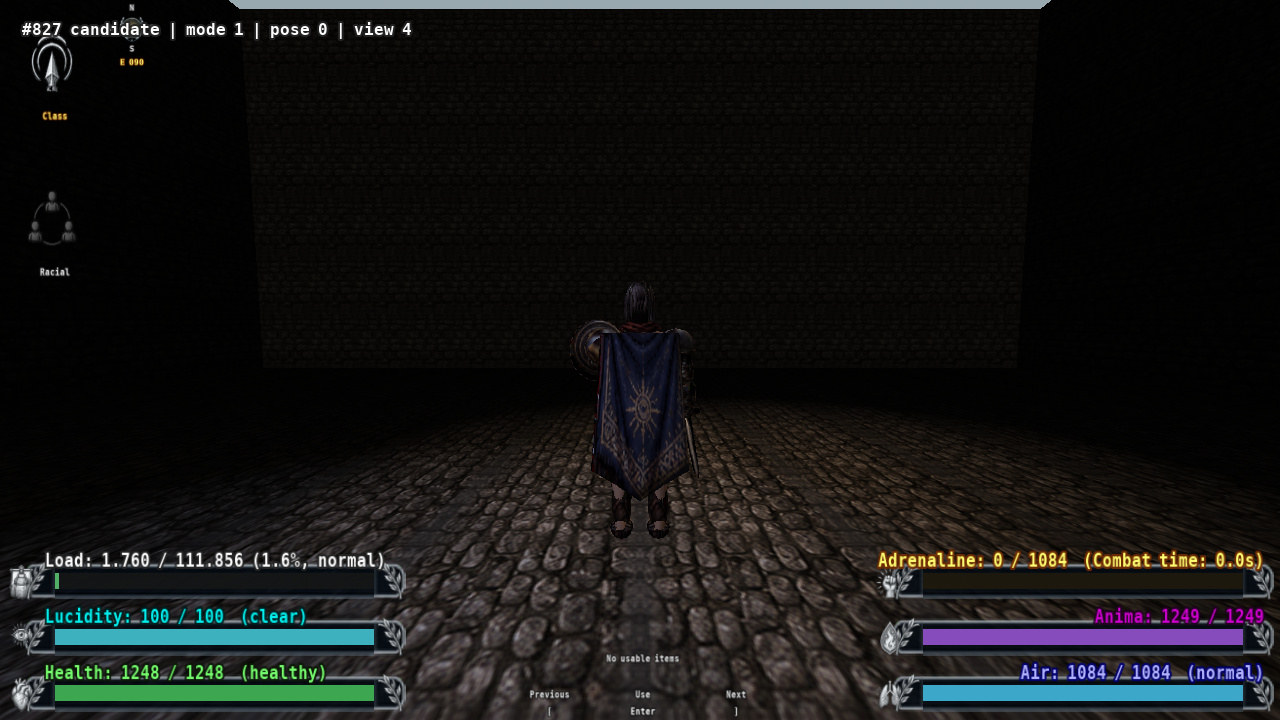 N
#827 candidate | mode 1 | pose 0 | view 4
S
E 090
Class
Racial
Load: 1.760 / 111.856 (1.6%, normal)
Adrenaline: 0 / 1084 (Combat time: 0.0s)
Lucidity: 100 / 100 (clear)
Anima: 1249 / 1249
No usable items
Health: 1248 / 1248 (healthy)
Air: 1084 / 1084 (normal)
Previous Use Next
[ Enter ]